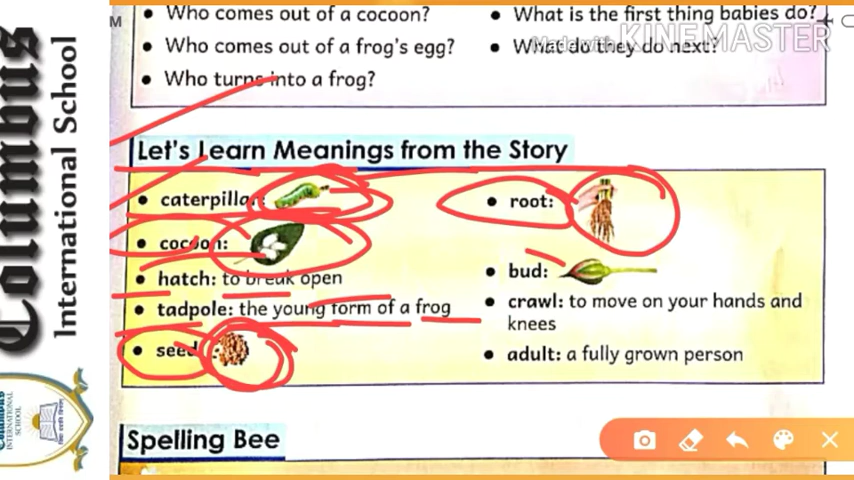 Columbus
International School
M
• Who comes out of a cocoon?
• Who comes out of a frog's egg?
• Who turns into a frog?
• What is the first thing babies do?
• What do they do next?
Made with KINEMASTER
Let's Learn Meanings from the Story
• caterpillar:
• cocoon:
• hatch: to break open
• tadpole: the young form of a frog
• seed:
• root:
• bud:
• crawl: to move on your hands and
knees
• adult: a fully grown person
Spelling Bee
Columbus
INTERNATIONAL
SCHOOL